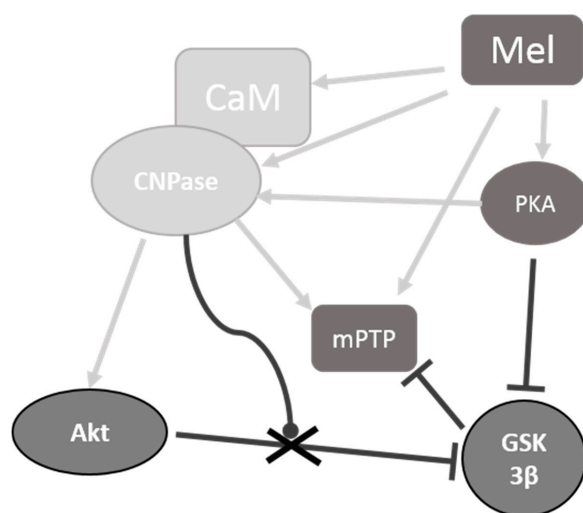 Mel
CaM
CNPase
PKA
mPTP
Akt
GSK
3β